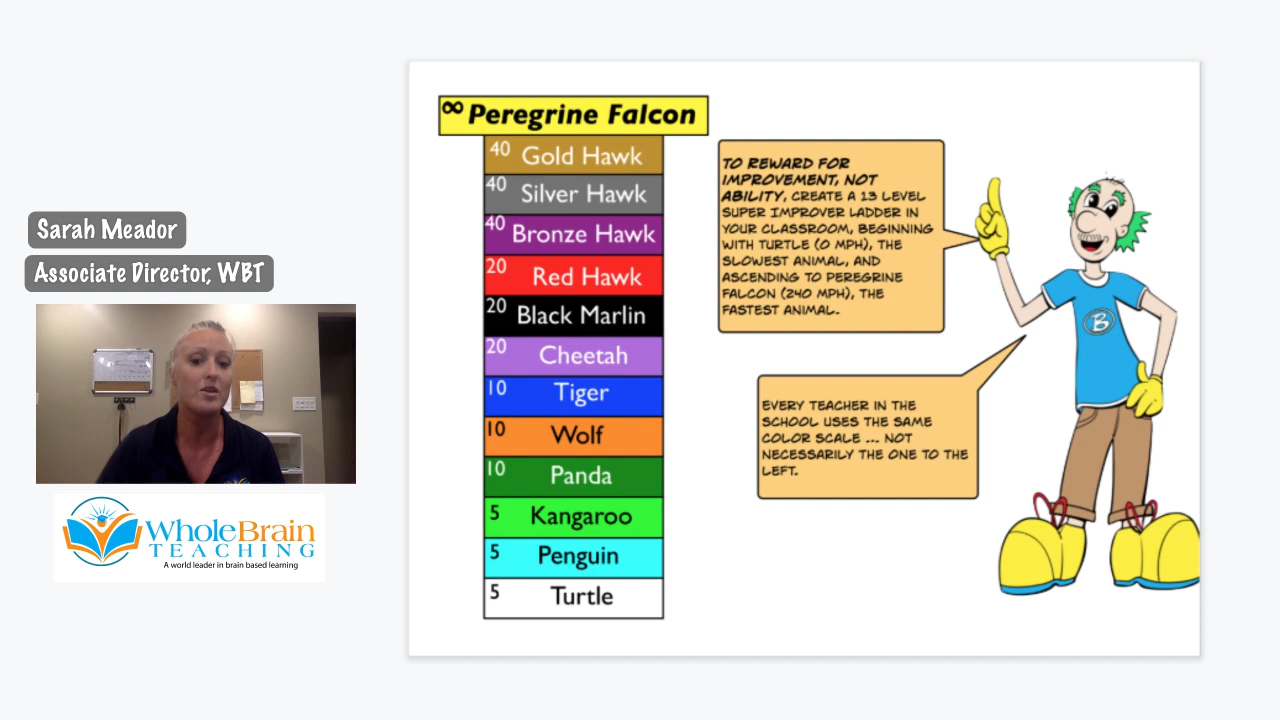 Sarah Meador
Associate Director, WBT
WholeBrain
TEACHING
A world leader in brain based learning
∞ Peregrine Falcon
40 Gold Hawk
40 Silver Hawk
40 Bronze Hawk
20 Red Hawk
20 Black Marlin
20 Cheetah
10 Tiger
10 Wolf
10 Panda
5 Kangaroo
5 Penguin
5 Turtle
TO REWARD FOR
IMPROVEMENT, NOT
ABILITY, CREATE A 13 LEVEL
SUPER IMPROVER LADDER IN
YOUR CLASSROOM, BEGINNING
WITH TURTLE (0 MPH), THE
SLOWEST ANIMAL, AND
ASCENDING TO PEREGRINE
FALCON (240 MPH), THE
FASTEST ANIMAL.
EVERY TEACHER IN THE
SCHOOL USES THE SAME
COLOR SCALE ... NOT
NECESSARILY THE ONE TO THE
LEFT.
B